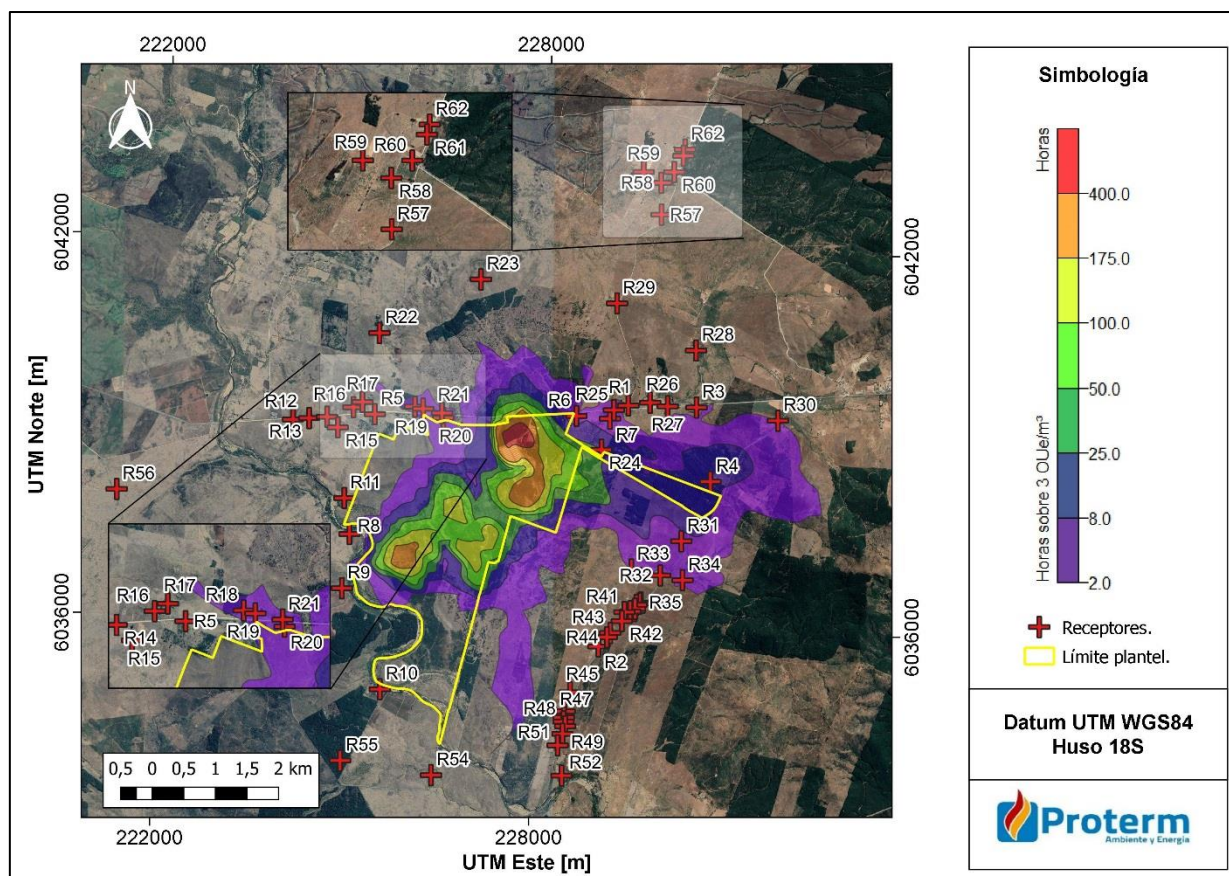 222000
228000
UTM Norte [m]
6042000
6036000
6042000
6036000
N
R62
R59
R60
R61
R58
R57
R62
R59
R58
R60
R57
R23
R29
R22
R28
R17
R16
R5
R12
R13
R15
R19
R21
R20
R6
R25
R1
R26
R3
R7
R27
R30
R24
R4
R56
R11
R8
R9
R31
R33
R32
R34
R17
R16
R18
R21
R5
R19
R20
R14
R15
R41
R35
R43
R42
R44
R2
R10
R45
R47
R48
R51
R49
R55
R54
R52
0,5 0 0,5 1 1,5 2 km
222000
228000
UTM Este [m]
Simbología
Horas
400.0
175.0
100.0
50.0
25.0
8.0
2.0
Horas sobre 3 OUe/m³
Receptores.
Límite plantel.
Datum UTM WGS84
Huso 18S
Proterm
Ambiente y Energía